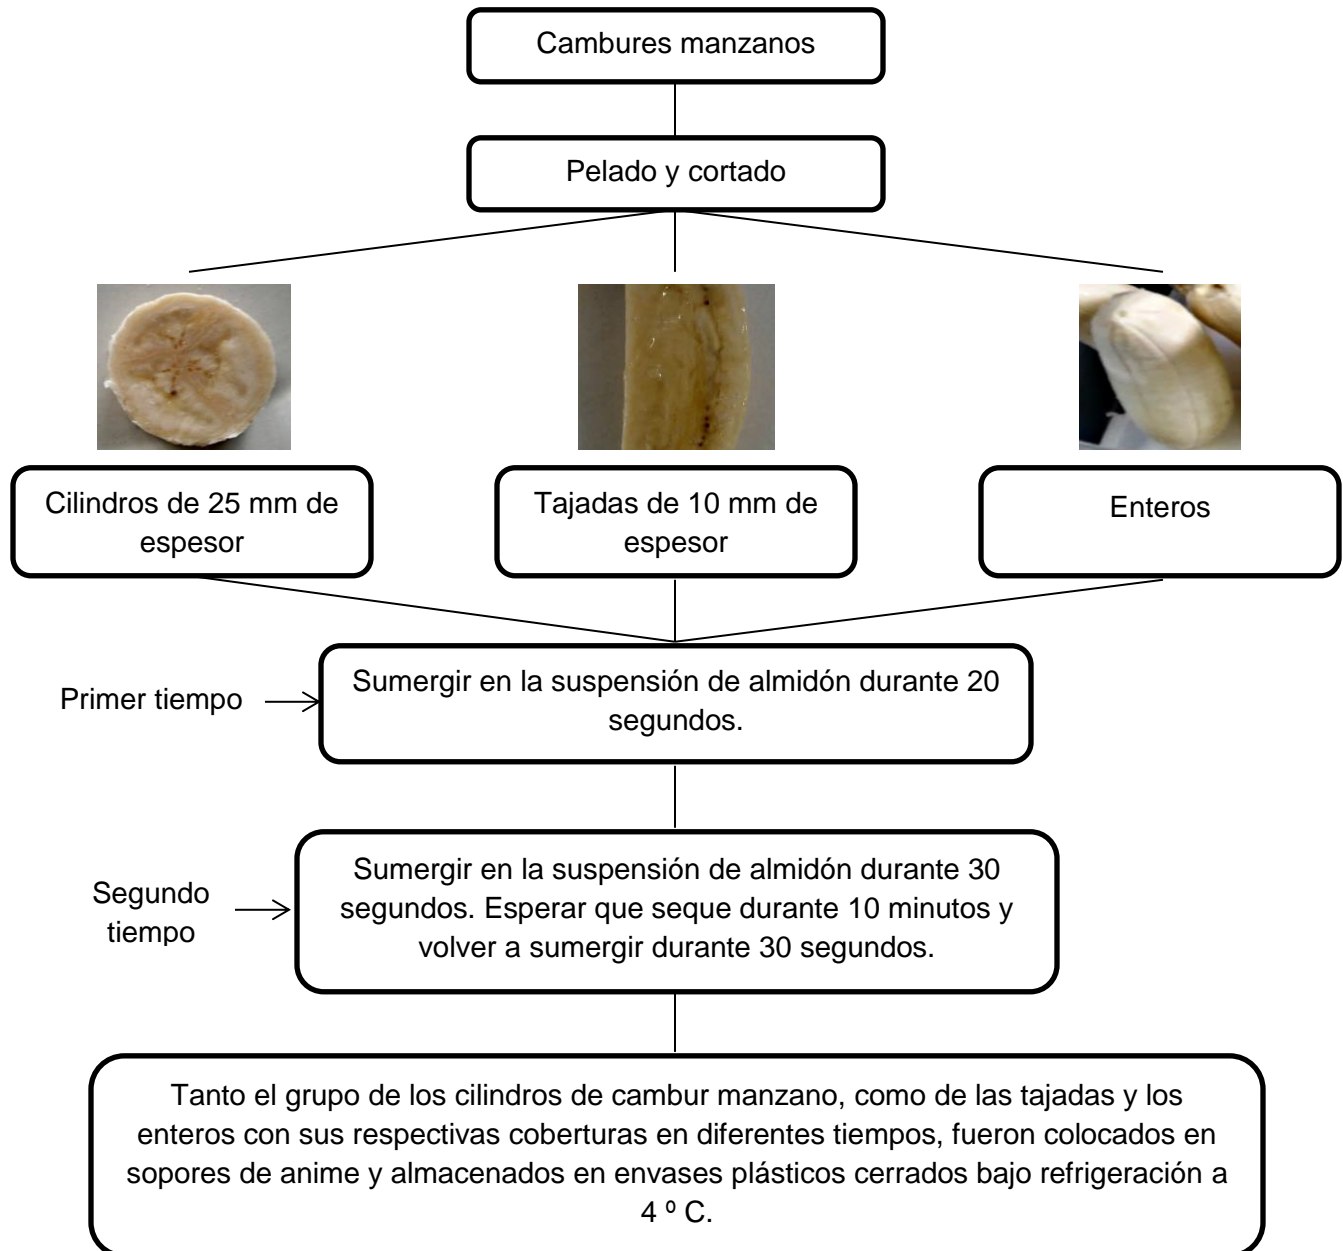 Cambures manzanos
Pelado y cortado
Cilindros de 25 mm de
espesor
Tajadas de 10 mm de
espesor
Enteros
Primer tiempo
Sumergir en la suspensión de almidón durante 20
segundos.
Segundo
tiempo
Sumergir en la suspensión de almidón durante 30
segundos. Esperar que seque durante 10 minutos y
volver a sumergir durante 30 segundos.
Tanto el grupo de los cilindros de cambur manzano, como de las tajadas y los
enteros con sus respectivas coberturas en diferentes tiempos, fueron colocados en
sopores de anime y almacenados en envases plásticos cerrados bajo refrigeración a
4 º C.